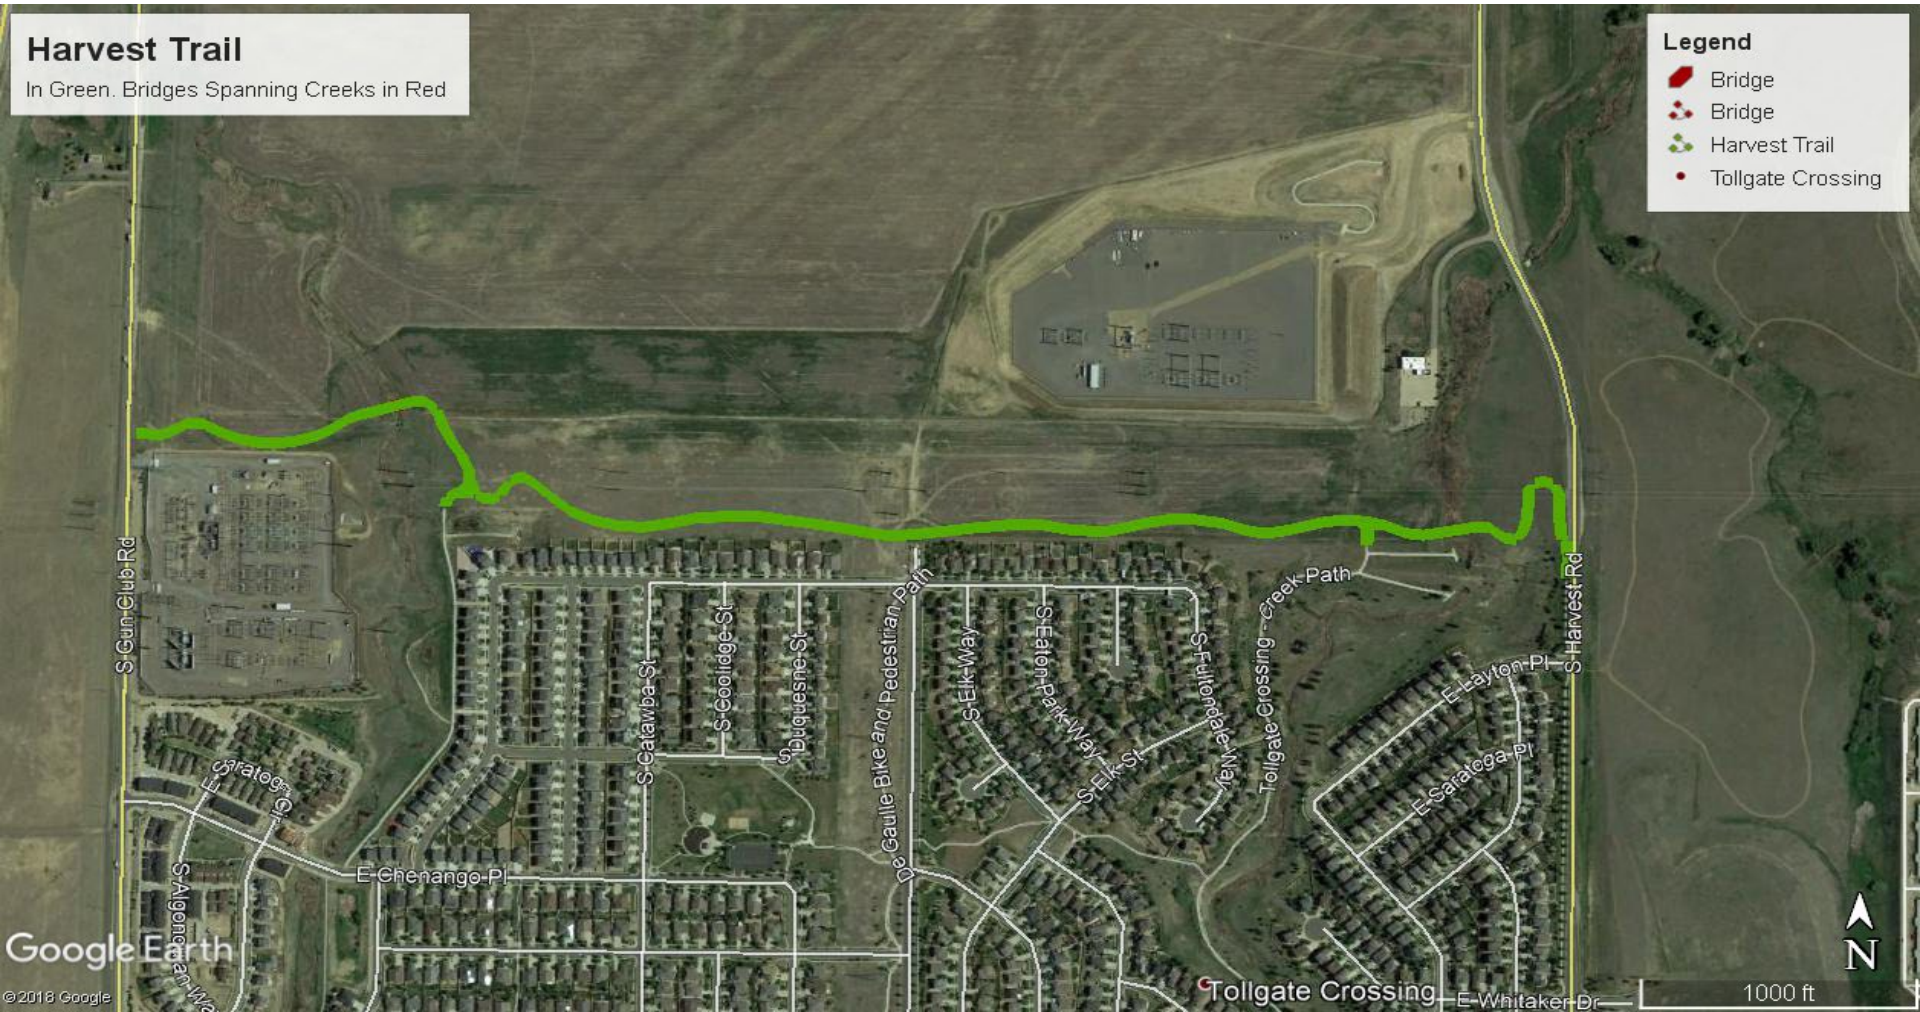 Harvest Trail
In Green. Bridges Spanning Creeks in Red
Legend
Bridge
Bridge
Harvest Trail
Tollgate Crossing
S Gun Club Rd
De Gaulle Bike and Pedestrian Path
Tollgate Crossing - Creek Path
S Harvest Rd
S Catawba St
S Coolidge St
S Duquesne St
S Elk Way
S Eaton Park Way
S Fultondale Way
S Elk St
E Layton Pl
E Saratoga Pl
E Saratoga Cir
S Algonquian Wa
E Chenango Pl
Tollgate Crossing
E Whitaker Dr
Google Earth
© 2018 Google
N
1000 ft